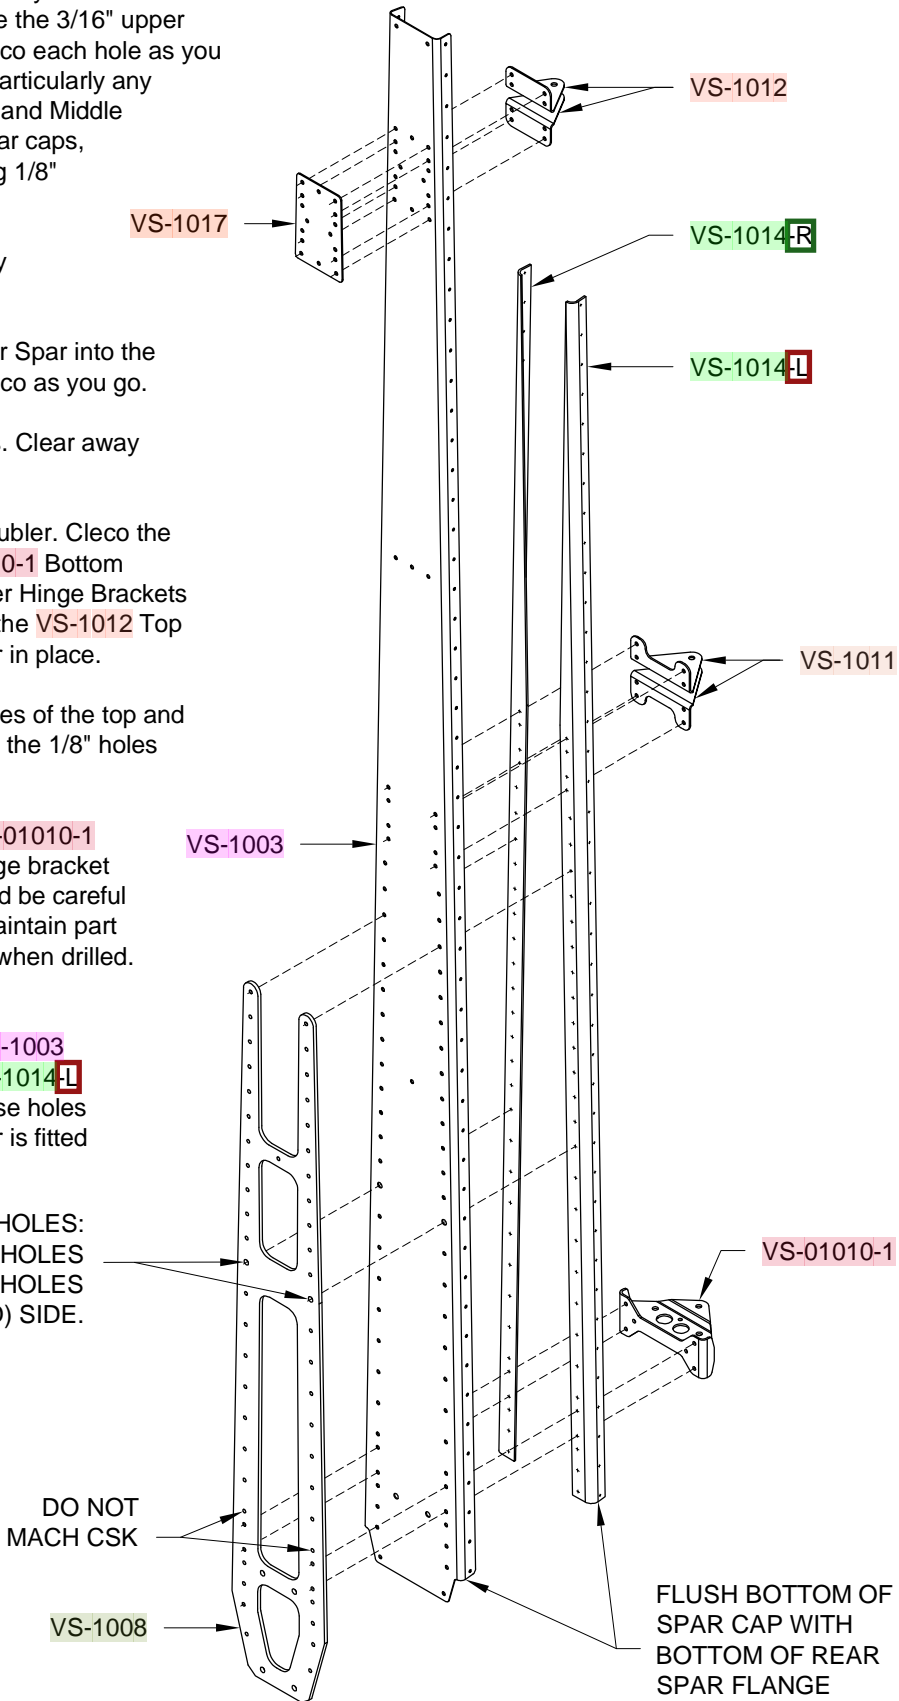 e the 3/16" upper
co each hole as you
articularly any
and Middle
ar caps,
g 1/8"
y
r Spar into the
co as you go.
s. Clear away
ubler. Cleco the
0-1 Bottom
er Hinge Brackets
the VS-1012 Top
r in place.
es of the top and
the 1/8" holes
-01010-1
ge bracket
d be careful
aintain part
when drilled.
-1003
-1014-L
se holes
r is fitted
HOLES:
HOLES
HOLES
) SIDE.
DO NOT
MACH CSK
VS-1008
VS-1017
VS-1003
VS-1012
VS-1014-R
VS-1014-L
VS-1011
VS-01010-1
FLUSH BOTTOM OF
SPAR CAP WITH
BOTTOM OF REAR
SPAR FLANGE